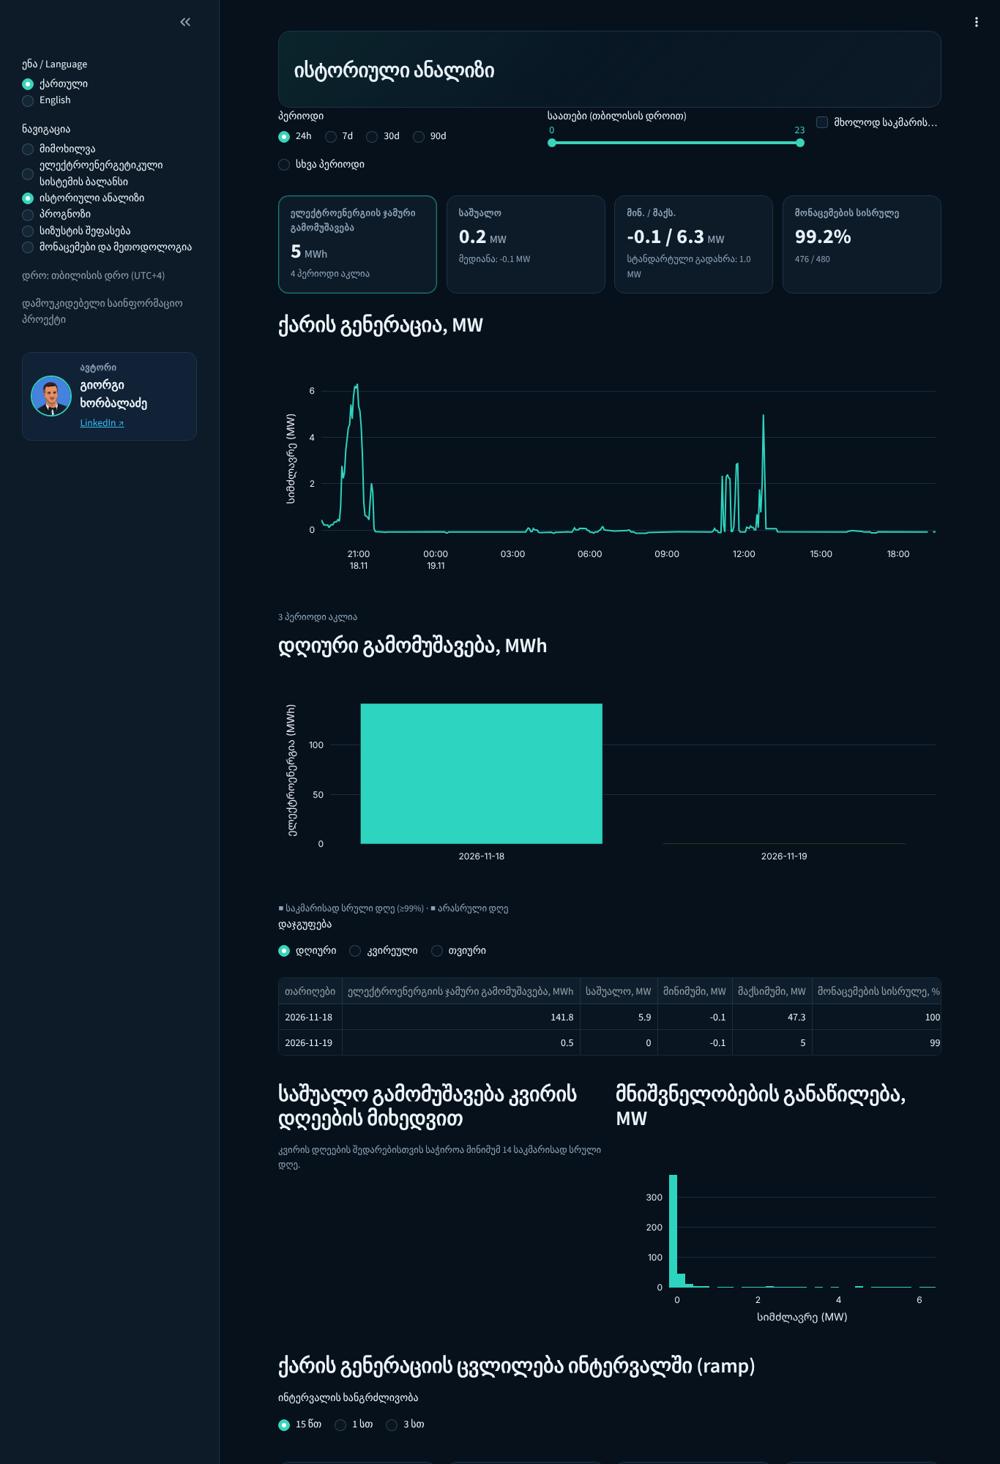 ენა / Language
ქართული
English
ნავიგაცია
მიმოხილვა
ელექტროენერგეტიკული
სისტემის ბალანსი
ისტორიული ანალიზი
პროგნოზი
სიზუსტის შეფასება
მონაცემები და მეთოდოლოგია
დრო: თბილისის დრო (UTC+4)
დამოუკიდებელი საინფორმაციო
პროექტი
ავტორი
გიორგი
ხორბალაძე
LinkedIn ↗
ისტორიული ანალიზი
პერიოდი
24h 7d 30d 90d
სხვა პერიოდი
საათები (თბილისის დროით)
0 23
მხოლოდ საკმარის…
ელექტროენერგიის ჯამური
გამომუშავება
5 MWh
4 პერიოდი აკლია
საშუალო
0.2 MW
მედიანა: -0.1 MW
მინ. / მაქს.
-0.1 / 6.3 MW
სტანდარტული გადახრა: 1.0
MW
მონაცემების სისრულე
99.2%
476 / 480
ქარის გენერაცია, MW
სიმძლავრე (MW)
6
4
2
0
21:00 00:00 03:00 06:00 09:00 12:00 15:00 18:00
18.11 19.11
3 პერიოდი აკლია
დღიური გამომუშავება, MWh
ელექტროენერგია (MWh)
100
50
0
2026-11-18 2026-11-19
■ საკმარისად სრული დღე (≥99%) · ■ არასრული დღე
დაჯგუფება
დღიური კვირეული თვიური
თარიღები ელექტროენერგიის ჯამური გამომუშავება, MWh საშუალო, MW მინიმუმი, MW მაქსიმუმი, MW მონაცემების სისრულე, %
2026-11-18 141.8 5.9 -0.1 47.3 100
2026-11-19 0.5 0 -0.1 5 99
საშუალო გამომუშავება კვირის
დღეების მიხედვით
კვირის დღეების შედარებისთვის საჭიროა მინიმუმ 14 საკმარისად სრული
დღე.
მნიშვნელობების განაწილება,
MW
300
200
100
0
0 2 4 6
სიმძლავრე (MW)
ქარის გენერაციის ცვლილება ინტერვალში (ramp)
ინტერვალის ხანგრძლივობა
15 წთ 1 სთ 3 სთ